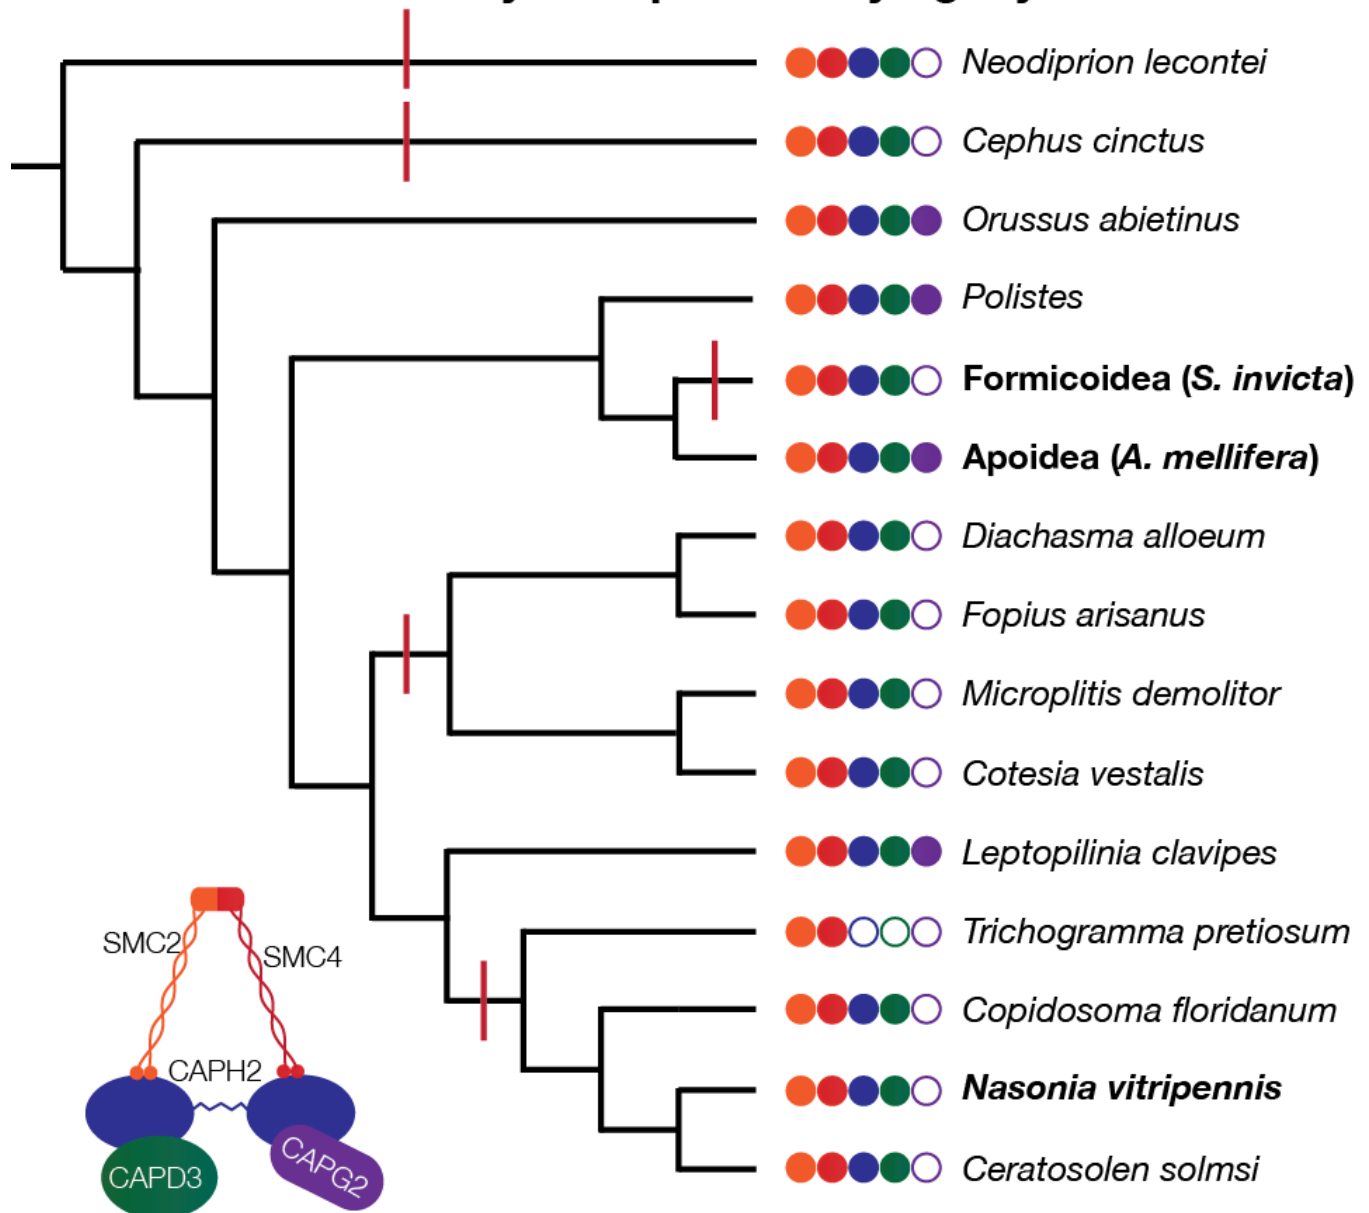 Neodiprion lecontei
Cephus cinctus
Orussus abietinus
Polistes
Formicoidea (S. invicta)
Apoidea (A. mellifera)
Diachasma alloeum
Fopius arisanus
Microplitis demolitor
Cotesia vestalis
Leptopilinia clavipes
Trichogramma pretiosum
Copidosoma floridanum
Nasonia vitripennis
Ceratosolen solmsi
SMC2
SMC4
CAPH2
CAPD3
CAPG2